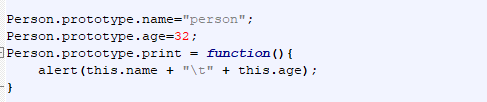 Person.prototype.name="person";
Person.prototype.age=32;
Person.prototype.print = function(){
    alert(this.name + "\t" + this.age);
}